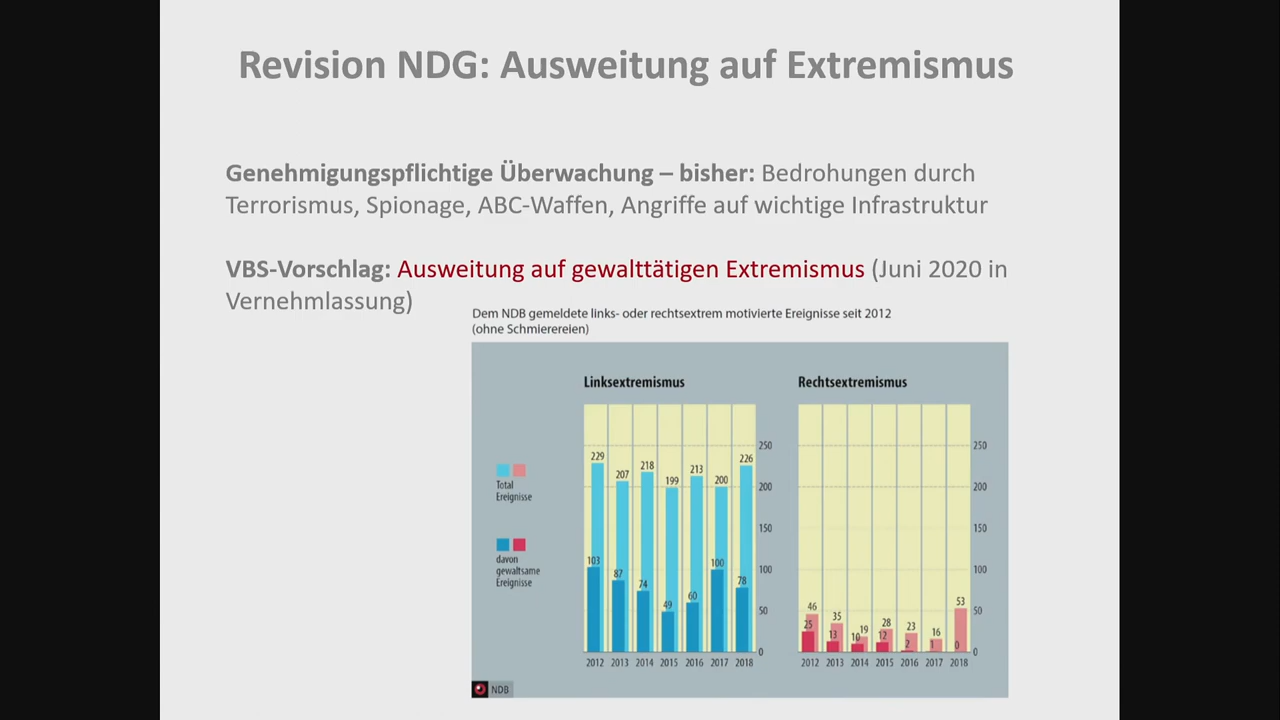 Revision NDG: Ausweitung auf Extremismus
Genehmigungspflichtige Überwachung – bisher: Bedrohungen durch
Terrorismus, Spionage, ABC-Waffen, Angriffe auf wichtige Infrastruktur
VBS-Vorschlag: Ausweitung auf gewalttätigen Extremismus (Juni 2020 in
Vernehmlassung)
Dem NDB gemeldete links- oder rechtsextrem motivierte Ereignisse seit 2012
(ohne Schmierereien)
Linksextremismus
Rechtsextremismus
Total
Ereignisse
davon
gewaltsame
Ereignisse
229 207 218 199 213 200 226
103 87 74 49 60 100 78
250
200
150
100
50
0
2012 2013 2014 2015 2016 2017 2018
46 35 19 28 23 16 53
25 13 10 12 2 1 0
250
200
150
100
50
0
2012 2013 2014 2015 2016 2017 2018
NDB